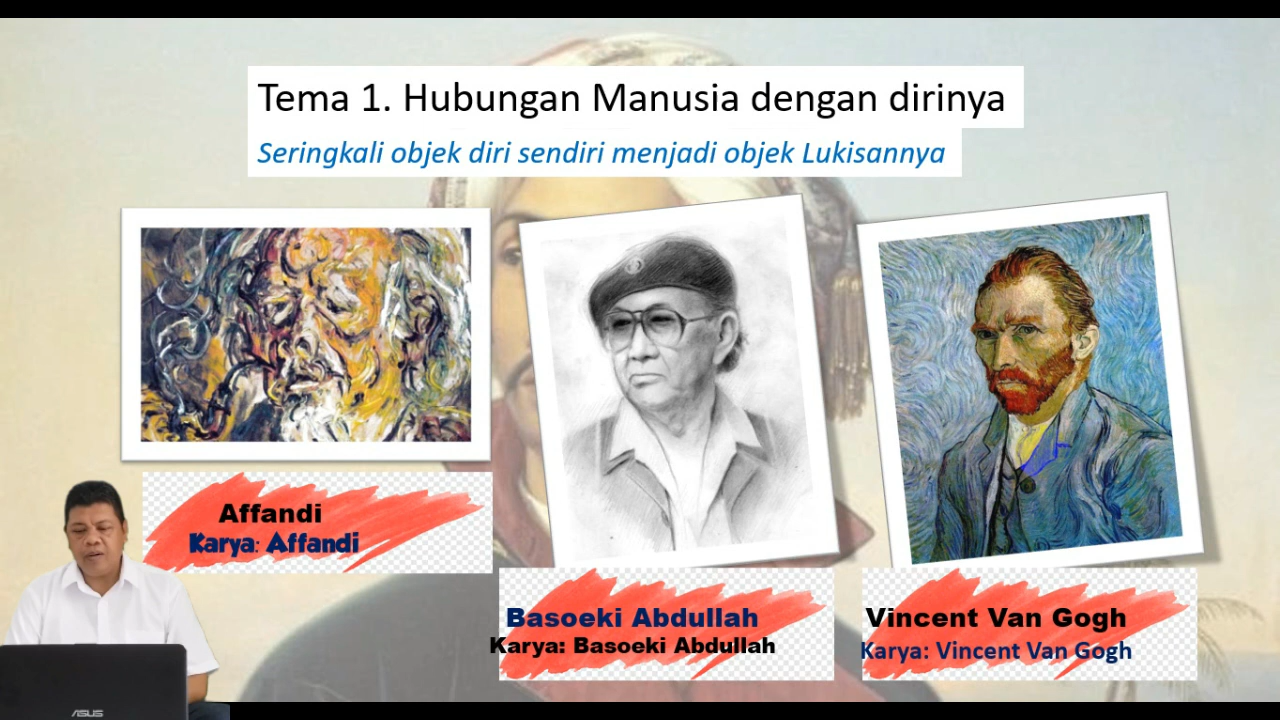 Tema 1. Hubungan Manusia dengan dirinya
Seringkali objek diri sendiri menjadi objek Lukisannya
Affandi
Karya: Affandi
Basoeki Abdullah
Karya: Basoeki Abdullah
Vincent Van Gogh
Karya: Vincent Van Gogh
ASUS